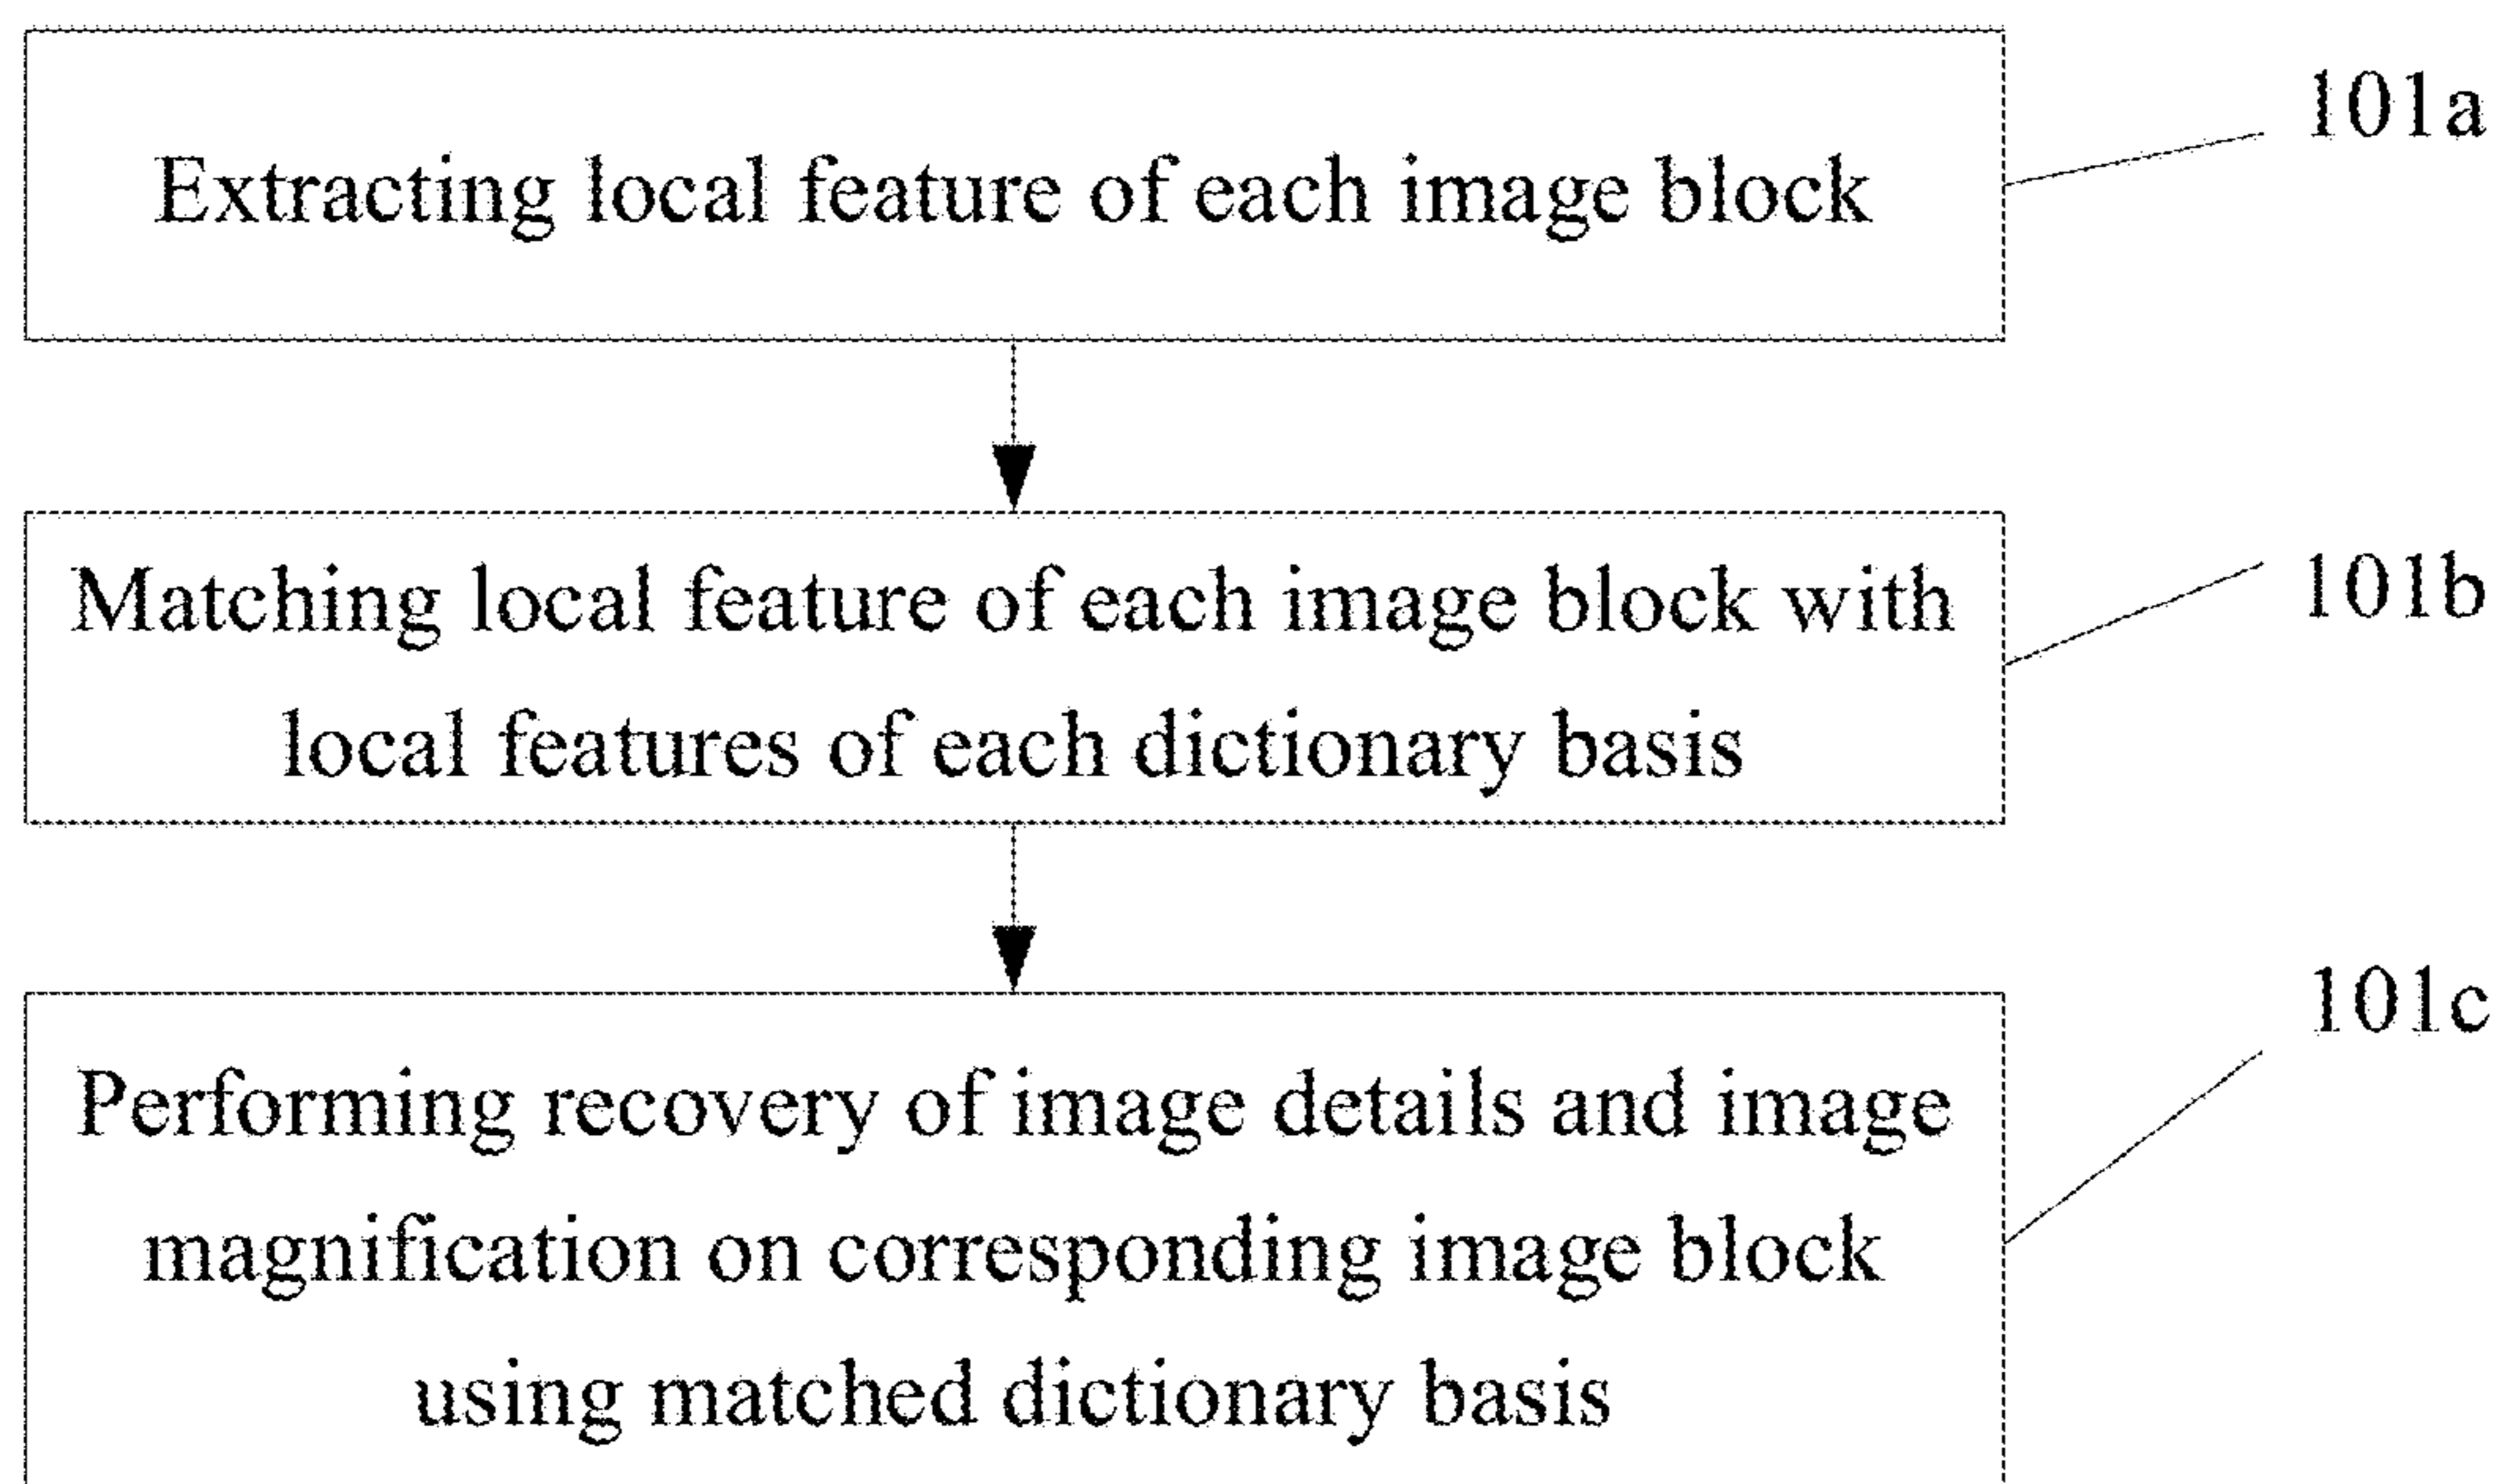 Extracting local feature of each image block
101a
Matching local feature of each image block with
local features of each dictionary basis
101b
Performing recovery of image details and image
magnification on corresponding image block
using matched dictionary basis
101c